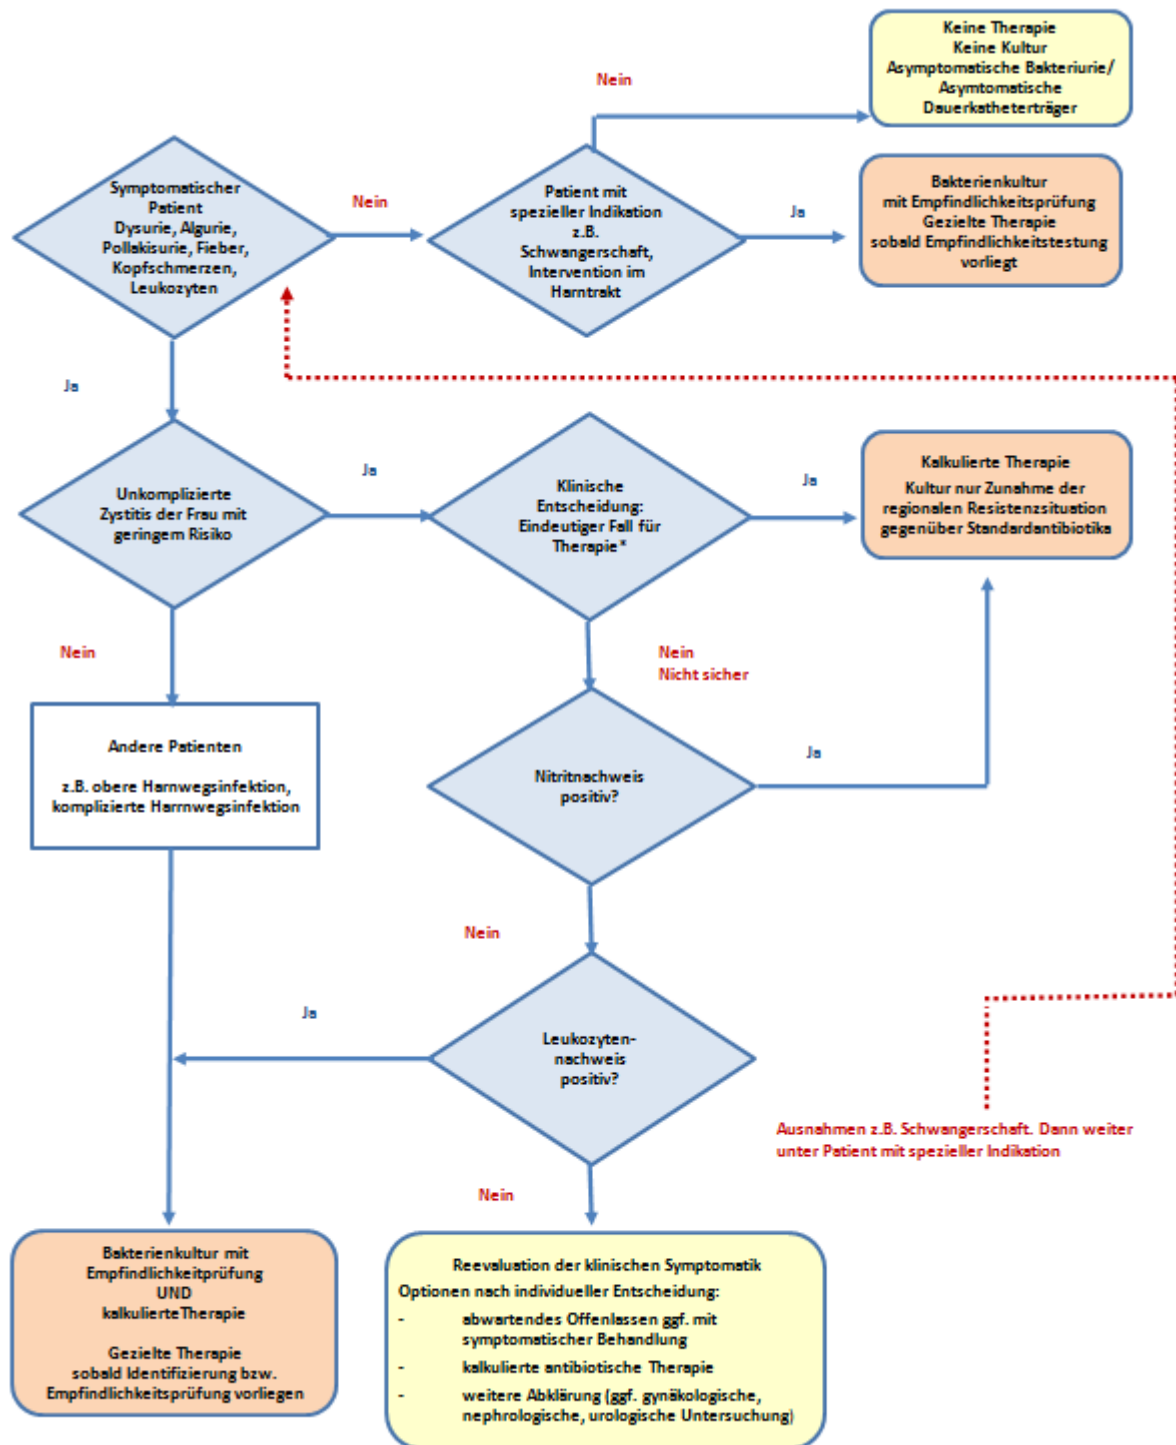 Keine Therapie
Keine Kultur
Asymptomatische Bakteriurie/
Asymtomatische
Dauerkatheterträger
Nein
Symptomatischer
Patient
Dysurie, Algurie,
Pollakisurie, Fieber,
Kopfschmerzen,
Leukozyten
Nein
Patient mit
spezieller Indikation
z.B.
Schwangerschaft,
Intervention im
Harntrakt
Ja
Bakterienkultur
mit Empfindlichkeitsprüfung
Gezielte Therapie
sobald Empfindlichkeitstestung
vorliegt
Ja
Unkomplizierte
Zystitis der Frau mit
geringem Risiko
Ja
Klinische
Entscheidung:
Eindeutiger Fall für
Therapie*
Ja
Kalkulierte Therapie
Kultur nur Zunahme der
regionalen Resistenzsituation
gegenüber Standardantibiotika
Nein
Nein
Nicht sicher
Andere Patienten
z.B. obere Harnwegsinfektion,
komplizierte Harrnwegsinfektion
Nitritnachweis
positiv?
Ja
Nein
Ja
Leukozyten-
nachweis
positiv?
Ausnahmen z.B. Schwangerschaft. Dann weiter
unter Patient mit spezieller Indikation
Nein
Bakterienkultur mit
Empfindlichkeitprüfung
UND
kalkulierteTherapie
Gezielte Therapie
sobald Identifizierung bzw.
Empfindlichkeitsprüfung vorliegen
Reevaluation der klinischen Symptomatik
Optionen nach individueller Entscheidung:
- abwartendes Offenlassen ggf. mit
symptomatischer Behandlung
- kalkulierte antibiotische Therapie
- weitere Abklärung (ggf. gynäkologische,
nephrologische, urologische Untersuchung)